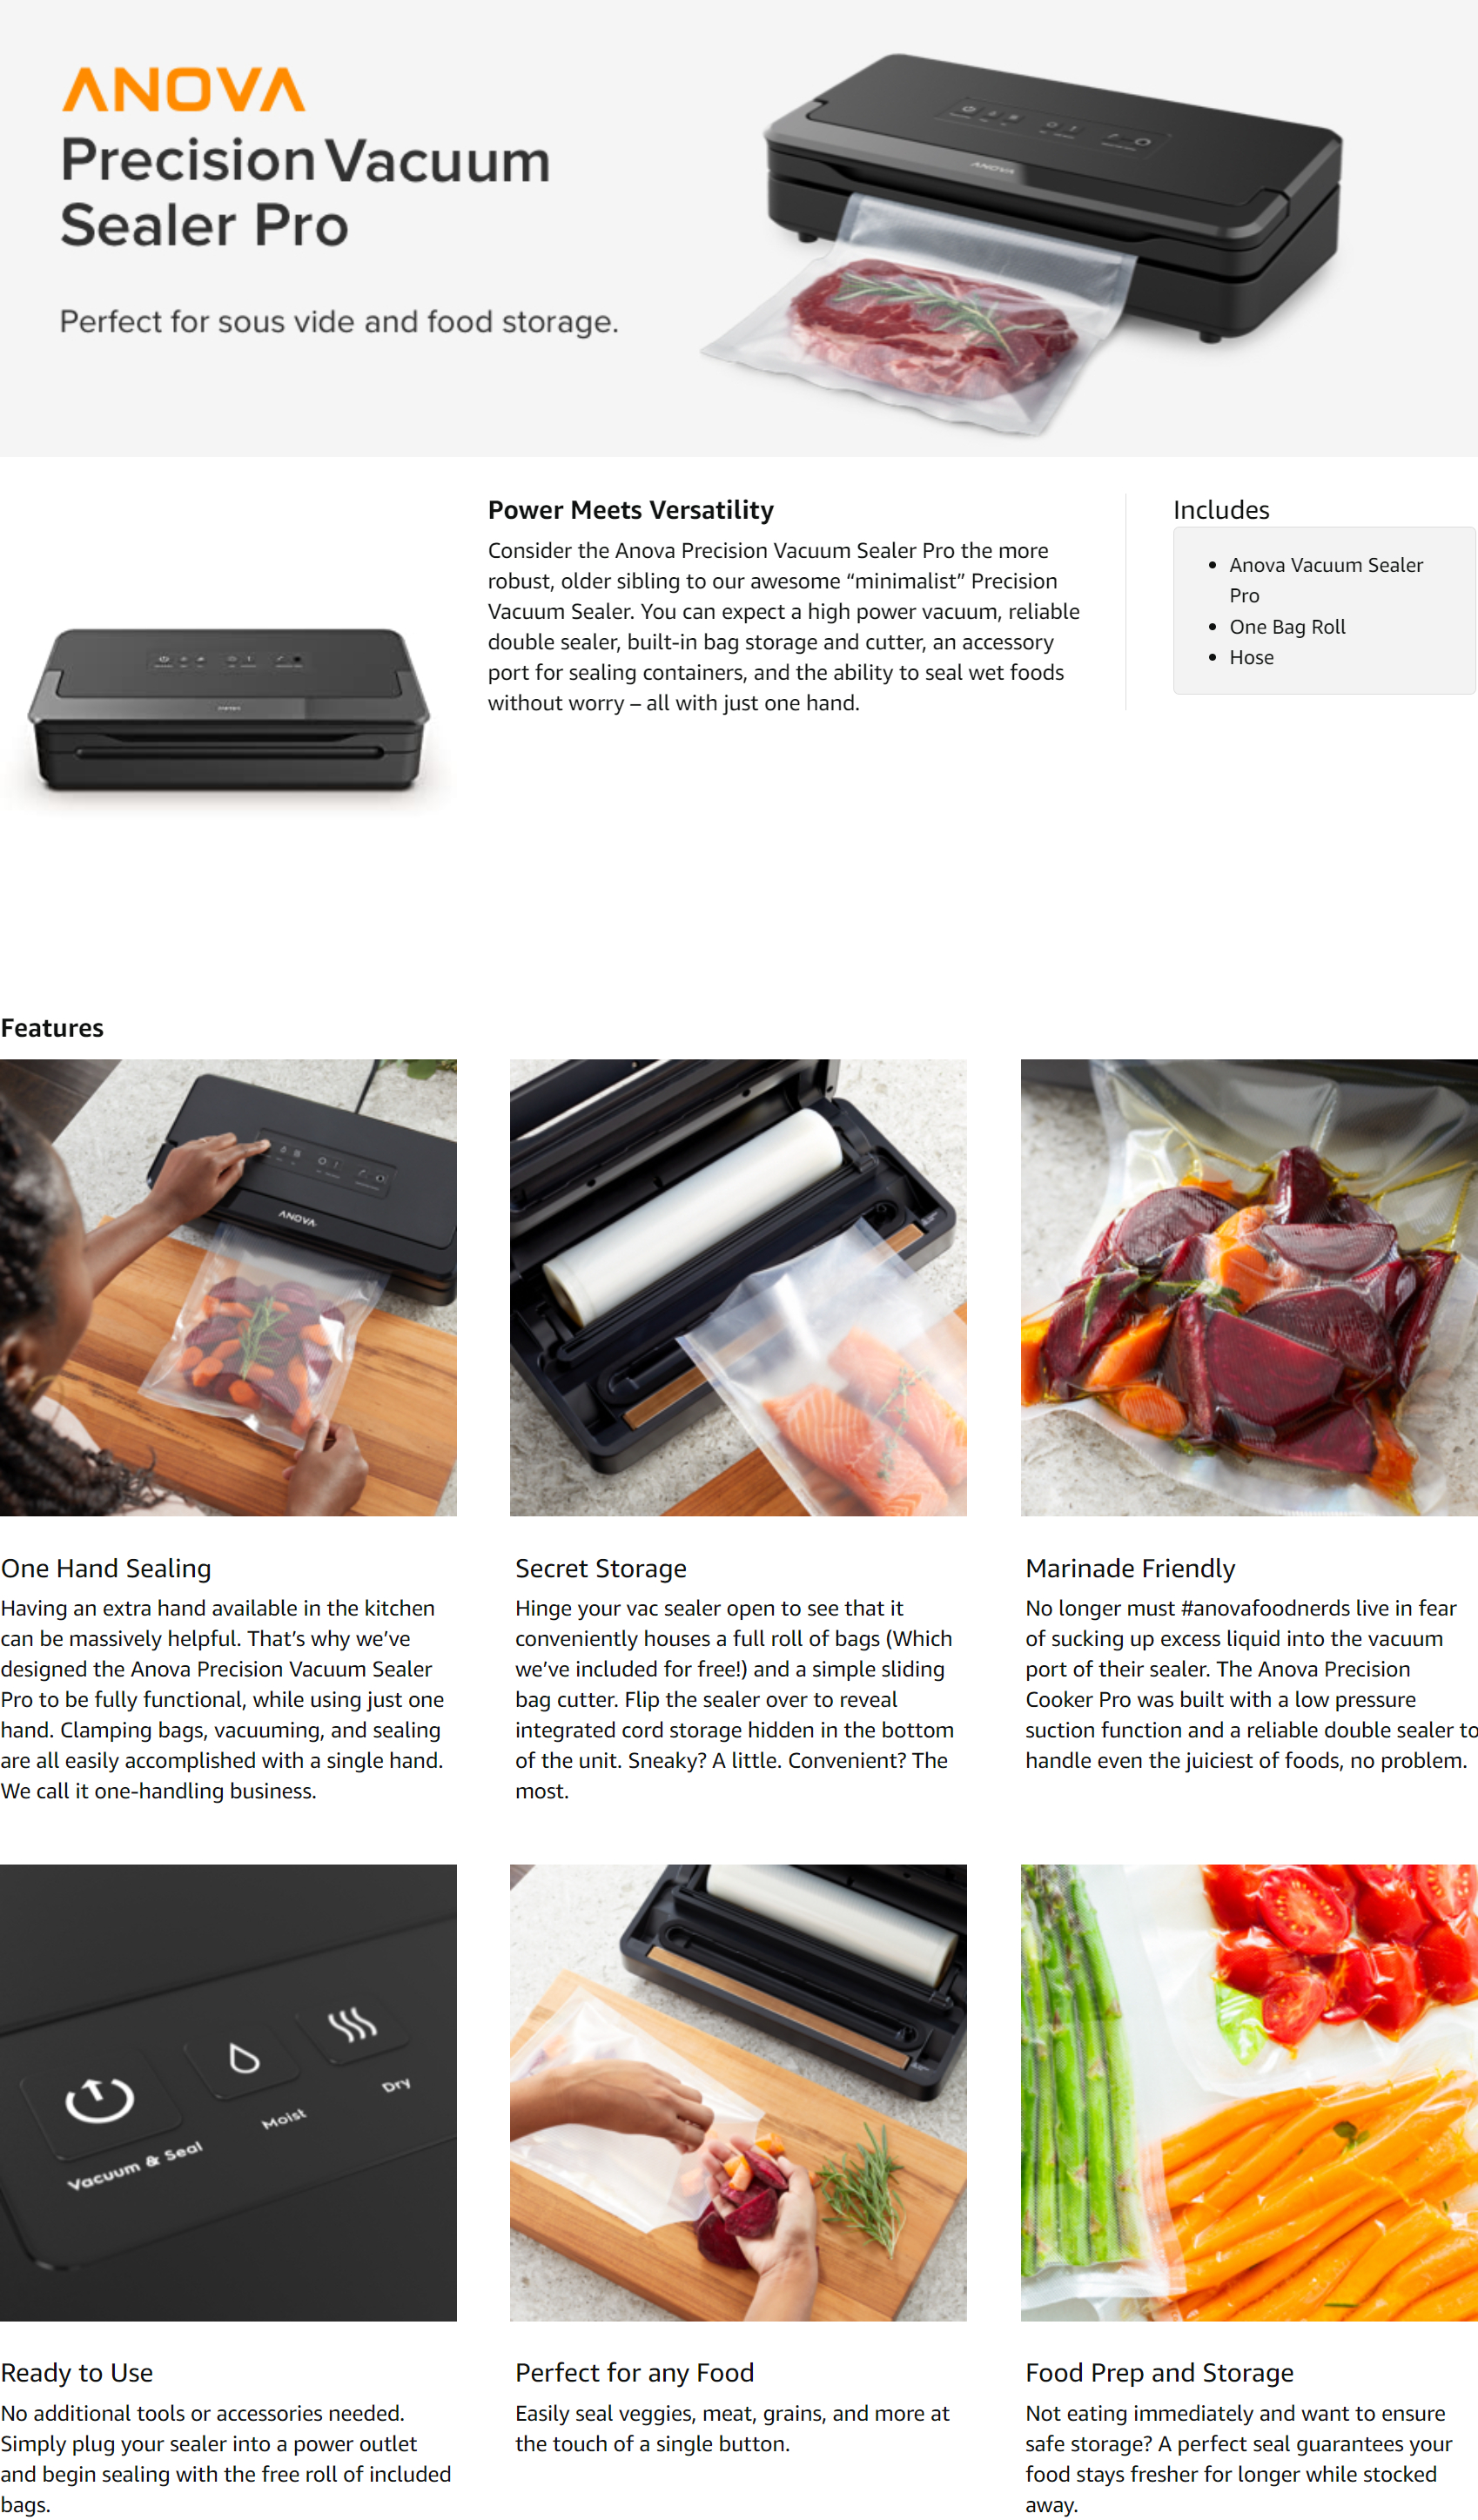 ANOVA
Precision Vacuum
Sealer Pro
Perfect for sous vide and food storage.
ANOVA
Power Meets Versatility
Consider the Anova Precision Vacuum Sealer Pro the more
robust, older sibling to our awesome “minimalist” Precision
Vacuum Sealer. You can expect a high power vacuum, reliable
double sealer, built-in bag storage and cutter, an accessory
port for sealing containers, and the ability to seal wet foods
without worry – all with just one hand.
Includes
• Anova Vacuum Sealer
Pro
• One Bag Roll
• Hose
Features
ANOVA
One Hand Sealing
Having an extra hand available in the kitchen
can be massively helpful. That’s why we’ve
designed the Anova Precision Vacuum Sealer
Pro to be fully functional, while using just one
hand. Clamping bags, vacuuming, and sealing
are all easily accomplished with a single hand.
We call it one-handling business.
Secret Storage
Hinge your vac sealer open to see that it
conveniently houses a full roll of bags (Which
we’ve included for free!) and a simple sliding
bag cutter. Flip the sealer over to reveal
integrated cord storage hidden in the bottom
of the unit. Sneaky? A little. Convenient? The
most.
Marinade Friendly
No longer must #anovafoodnerds live in fear
of sucking up excess liquid into the vacuum
port of their sealer. The Anova Precision
Cooker Pro was built with a low pressure
suction function and a reliable double sealer to
handle even the juiciest of foods, no problem.
Vacuum & Seal
Moist
Dry
Ready to Use
No additional tools or accessories needed.
Simply plug your sealer into a power outlet
and begin sealing with the free roll of included
bags.
Perfect for any Food
Easily seal veggies, meat, grains, and more at
the touch of a single button.
Food Prep and Storage
Not eating immediately and want to ensure
safe storage? A perfect seal guarantees your
food stays fresher for longer while stocked
away.